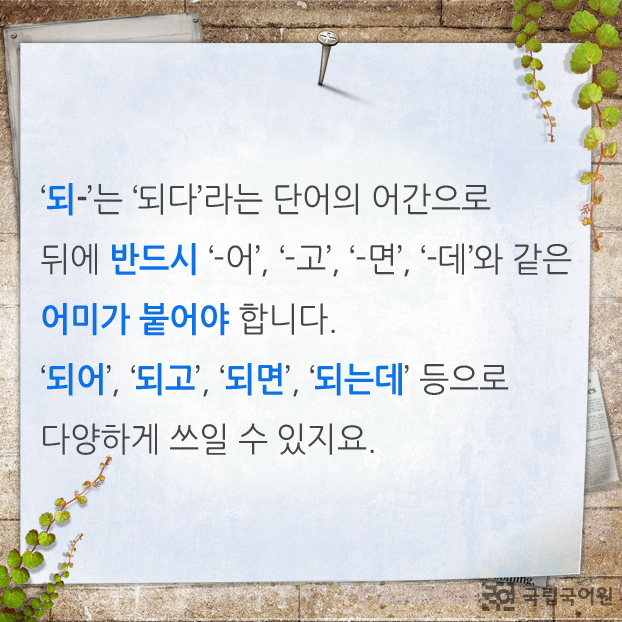 ‘되-’는 ‘되다’라는 단어의 어간으로
뒤에 반드시 ‘-어’, ‘-고’, ‘-면’, ‘-데’와 같은
어미가 붙어야 합니다.
‘되어’, ‘되고’, ‘되면’, ‘되는데’ 등으로
다양하게 쓰일 수 있지요.
국립국어원